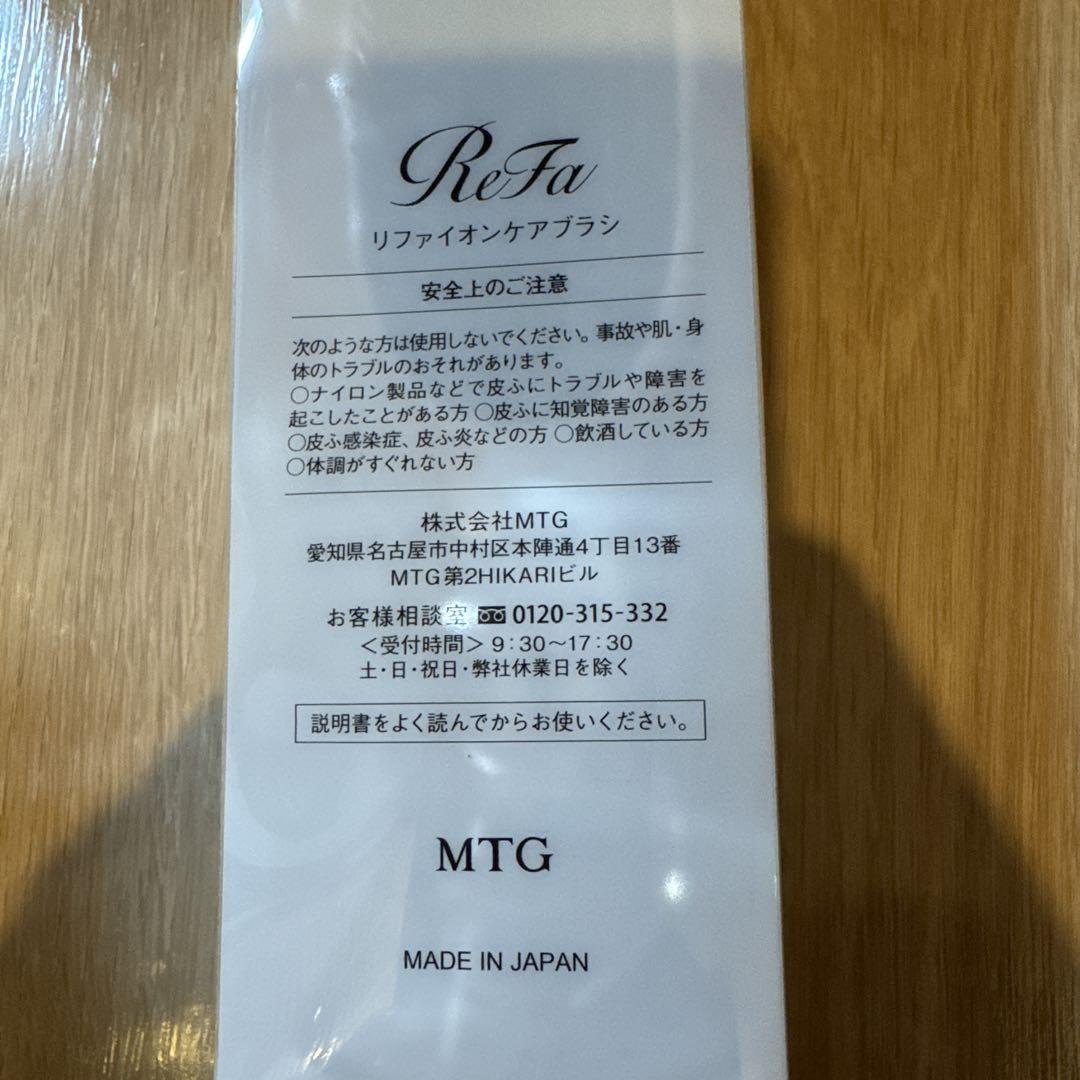 ReFa
リファイオンケアブラシ
安全上のご注意
次のような方は使用しないでください。事故や肌・身
体のトラブルのおそれがあります。
○ナイロン製品などで皮ふにトラブルや障害を
起こしたことがある方 ○皮ふに知覚障害のある方
○皮ふ感染症、皮ふ炎などの方 ○飲酒している方
○体調がすぐれない方
株式会社MTG
愛知県名古屋市中村区本陣通4丁目13番
MTG第2HIKARIビル
お客様相談室 0120-315-332
＜受付時間＞ 9：30～17：30
土・日・祝日・弊社休業日を除く
説明書をよく読んでからお使いください。
MTG
MADE IN JAPAN